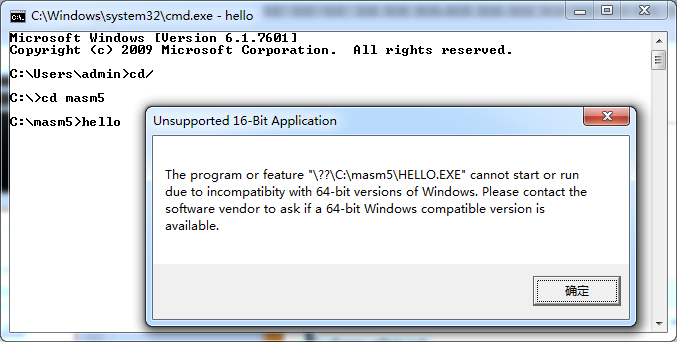 C:\Windows\system32\cmd.exe - hello
Microsoft Windows [Version 6.1.7601]
Copyright (c) 2009 Microsoft Corporation.  All rights reserved.
C:\Users\admin>cd/
C:\>cd masm5
C:\masm5>hello
Unsupported 16-Bit Application
The program or feature "\??\C:\masm5\HELLO.EXE" cannot start or run
due to incompatibity with 64-bit versions of Windows. Please contact the
software vendor to ask if a 64-bit Windows compatible version is
available.
确定